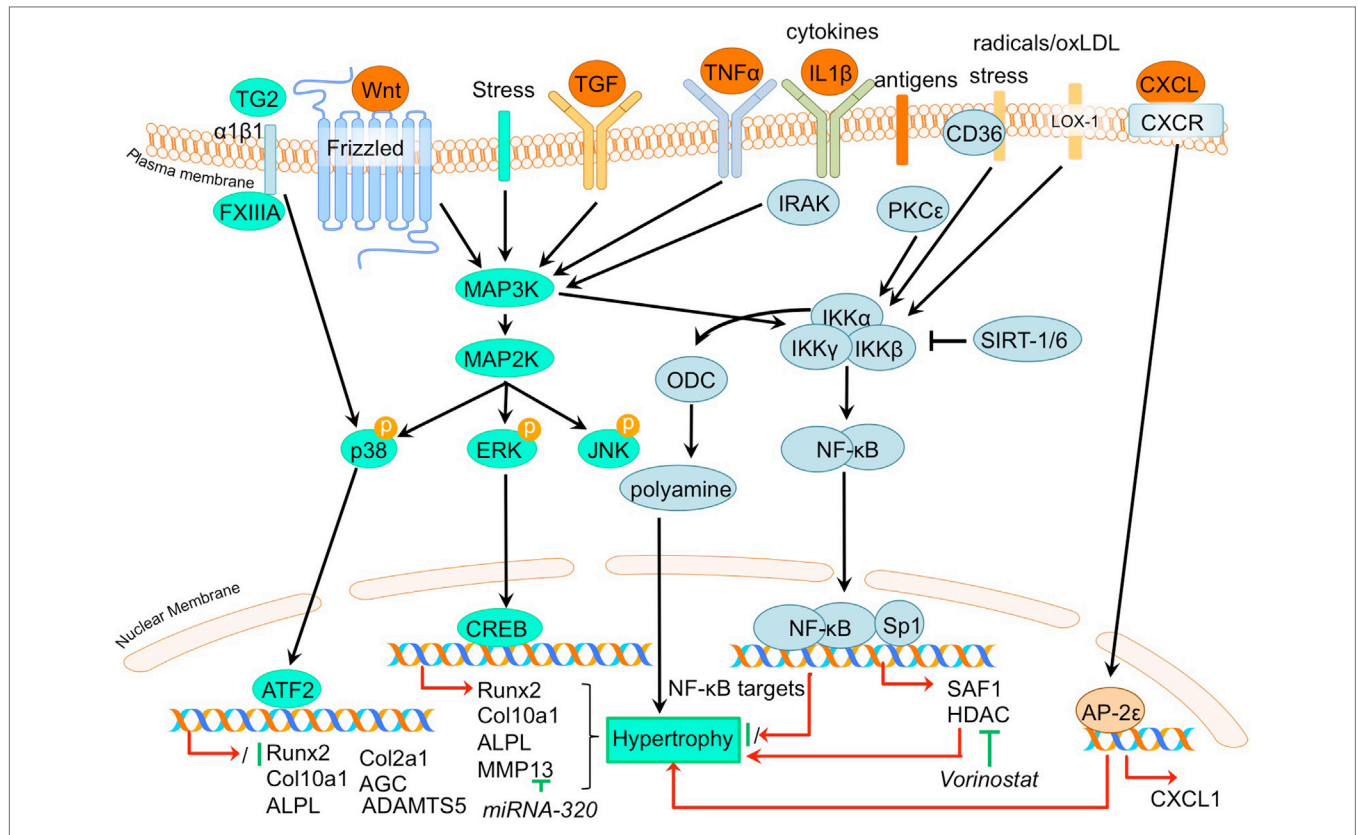 cytokines
radicals/oxLDL
TG2
Wnt
Stress
TGF
TNFα
IL1β
antigens
stress
CXCL
α1β1
Frizzled
CD36
LOX-1
CXCR
Plasma membrane
FXIIIA
IRAK
PKCε
MAP3K
IKKα
IKKγ
IKKβ
SIRT-1/6
MAP2K
ODC
p
p
p
p38
ERK
JNK
NF-κB
polyamine
Nuclear Membrane
CREB
NF-κB
Sp1
ATF2
Runx2
Col10a1
ALPL
MMP13
miRNA-320
NF-κB targets
SAF1
HDAC
Vorinostat
AP-2ε
CXCL1
Hypertrophy
/
/
Runx2
Col10a1
ALPL
Col2a1
AGC
ADAMTS5